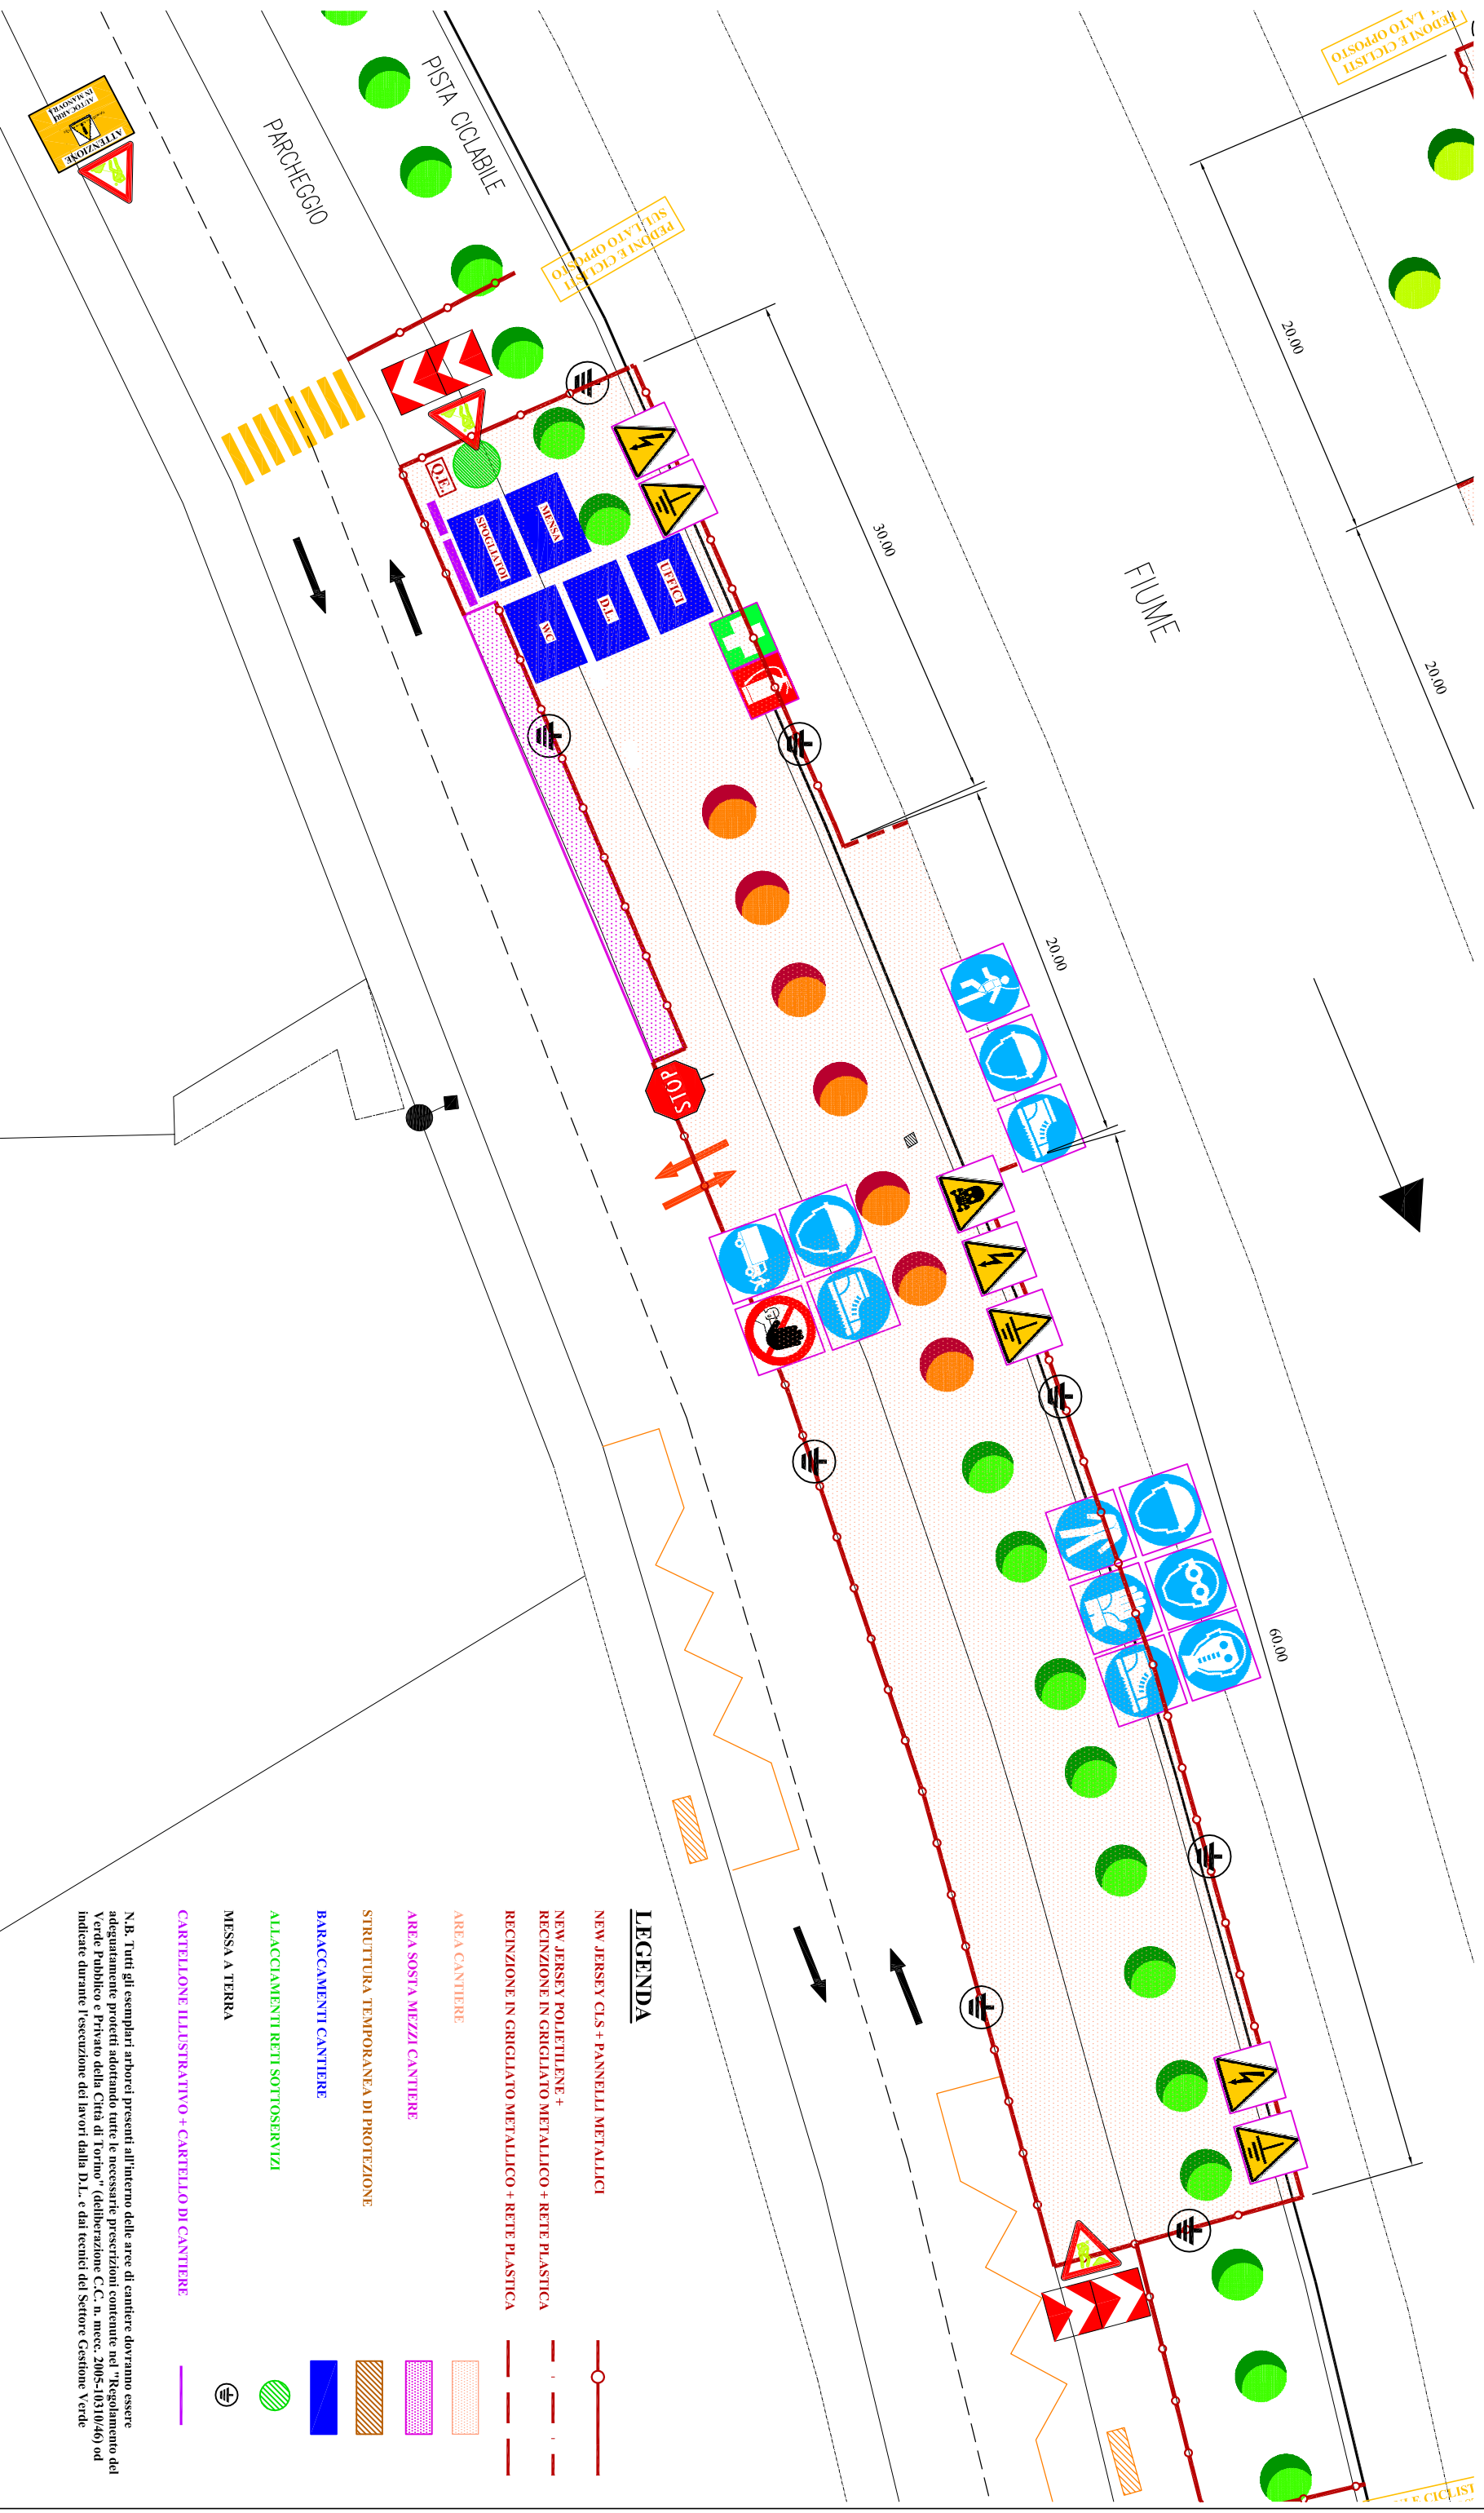 PISTA CICLABILE
PARCHEGGIO
FIUME
ATTENZIONE
AUTOCARRI
IN MANOVRA
PEDONI E CICLISTI
SUL LATO OPPOSTO
PEDONI E CICLISTI
SUL LATO OPPOSTO
20.00
20.00
30.00
20.00
60.00
Q.E.
SPOGLIATOI
MENSA
WC
D.L.
UFFICI
STOP
LEGENDA
NEW JERSEY CLS + PANNELLI METALLICI
NEW JERSEY POLIETILENE +
RECINZIONE IN GRIGLIATO METALLICO + RETE PLASTICA
RECINZIONE IN GRIGLIATO METALLICO + RETE PLASTICA
AREA CANTIERE
AREA SOSTA MEZZI CANTIERE
STRUTTURA TEMPORANEA DI PROTEZIONE
BARACCAMENTI CANTIERE
ALLACCIAMENTI RETI SOTTOSERVIZI
MESSA A TERRA
CARTELLONE ILLUSTRATIVO + CARTELLO DI CANTIERE
N.B. Tutti gli esemplari arborei presenti all'interno delle aree di cantiere dovranno essere
adeguatamente protetti adottando tutte le necessarie prescrizioni contenute nel "Regolamento del
Verde Pubblico e Privato della Città di Torino" (deliberazione C.C. n. mecc. 2005-10310/46) od
indicate durante l'esecuzione dei lavori dalla D.L. e dai tecnici del Settore Gestione Verde
E CICLISTI